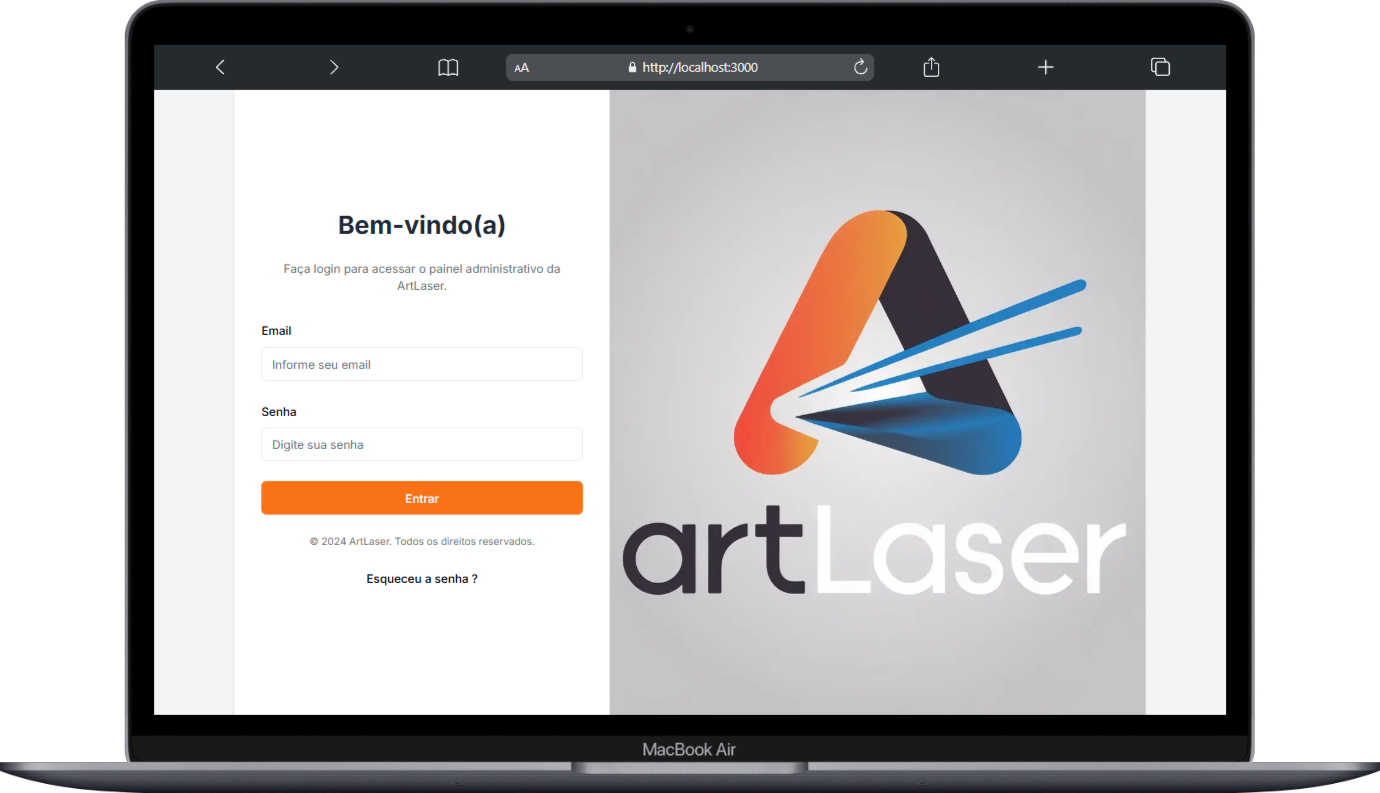 AA
http://localhost:3000
Bem-vindo(a)
Faça login para acessar o painel administrativo da
ArtLaser.
Email
Informe seu email
Senha
Digite sua senha
Entrar
© 2024 ArtLaser. Todos os direitos reservados.
Esqueceu a senha ?
artLaser
MacBook Air